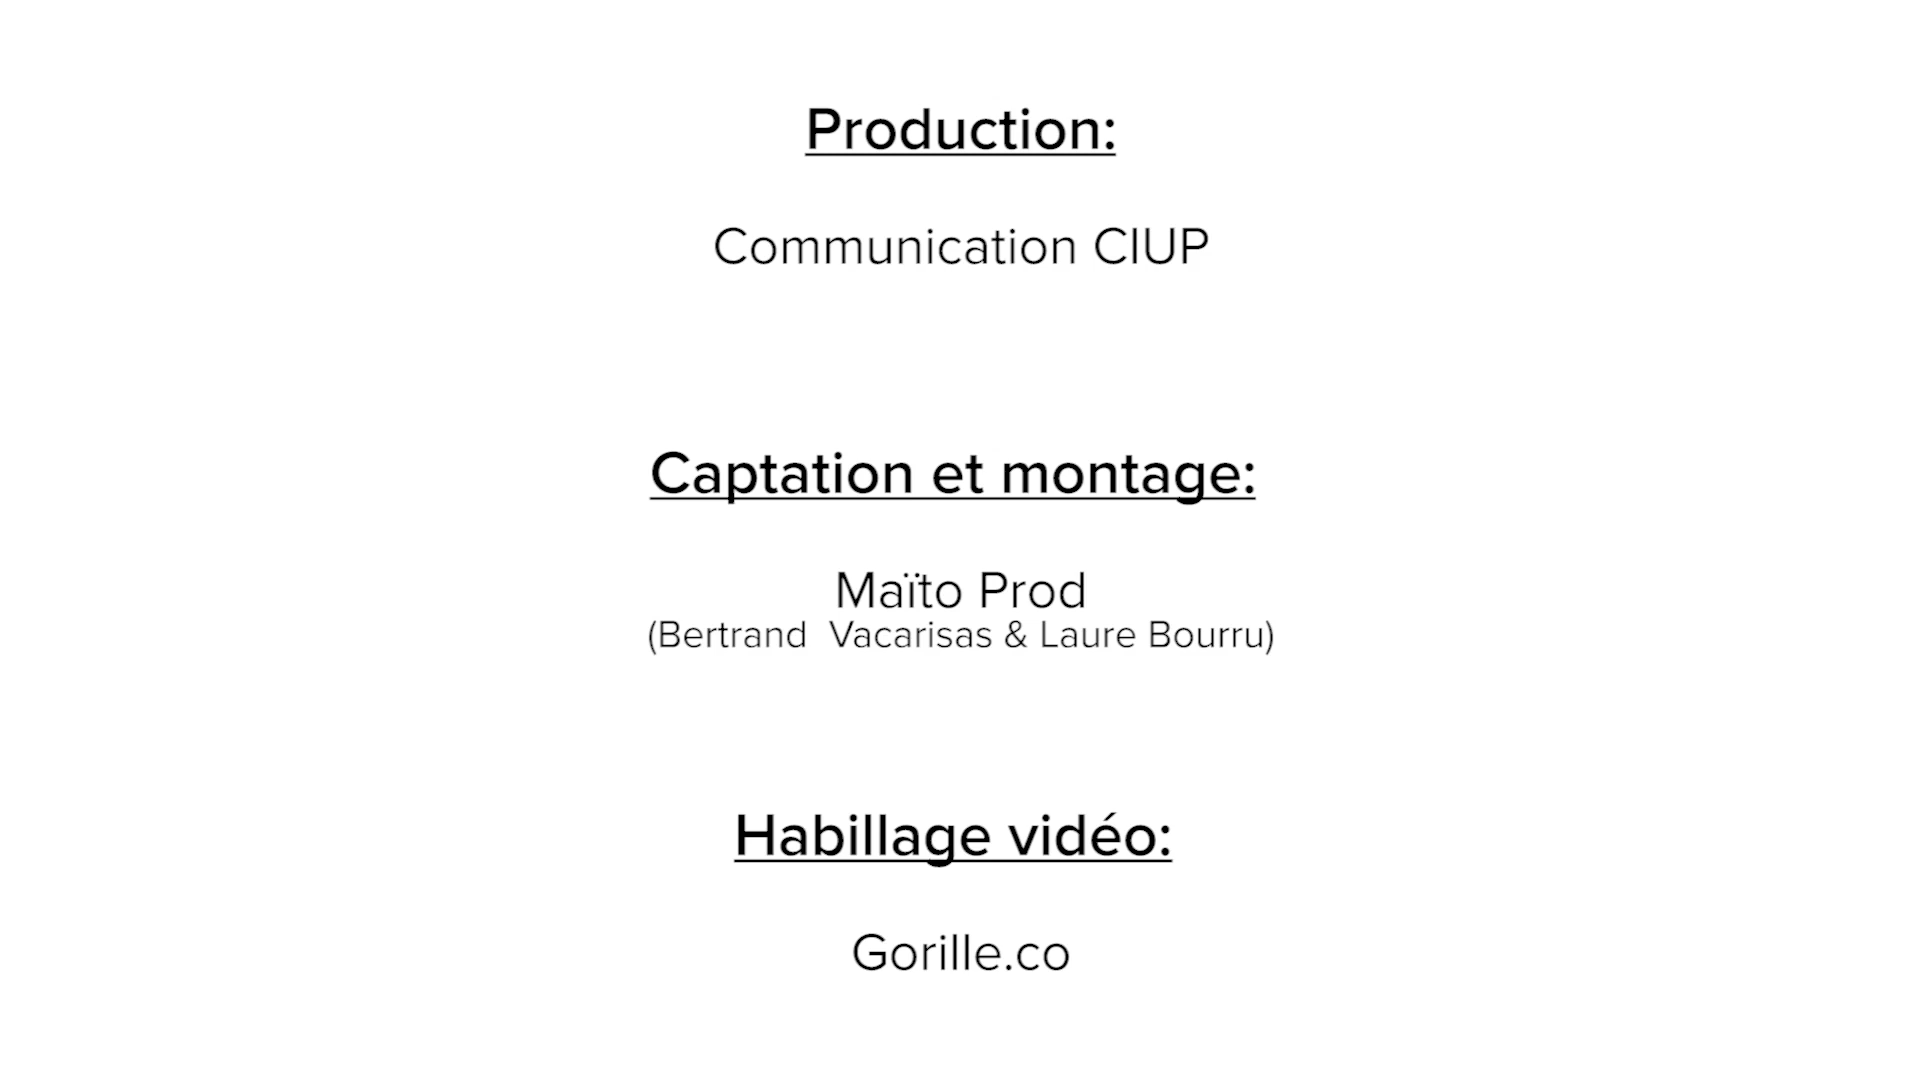 Production:
Communication CIUP
Captation et montage:
Maïto Prod
(Bertrand  Vacarisas & Laure Bourru)
Habillage vidéo:
Gorille.co